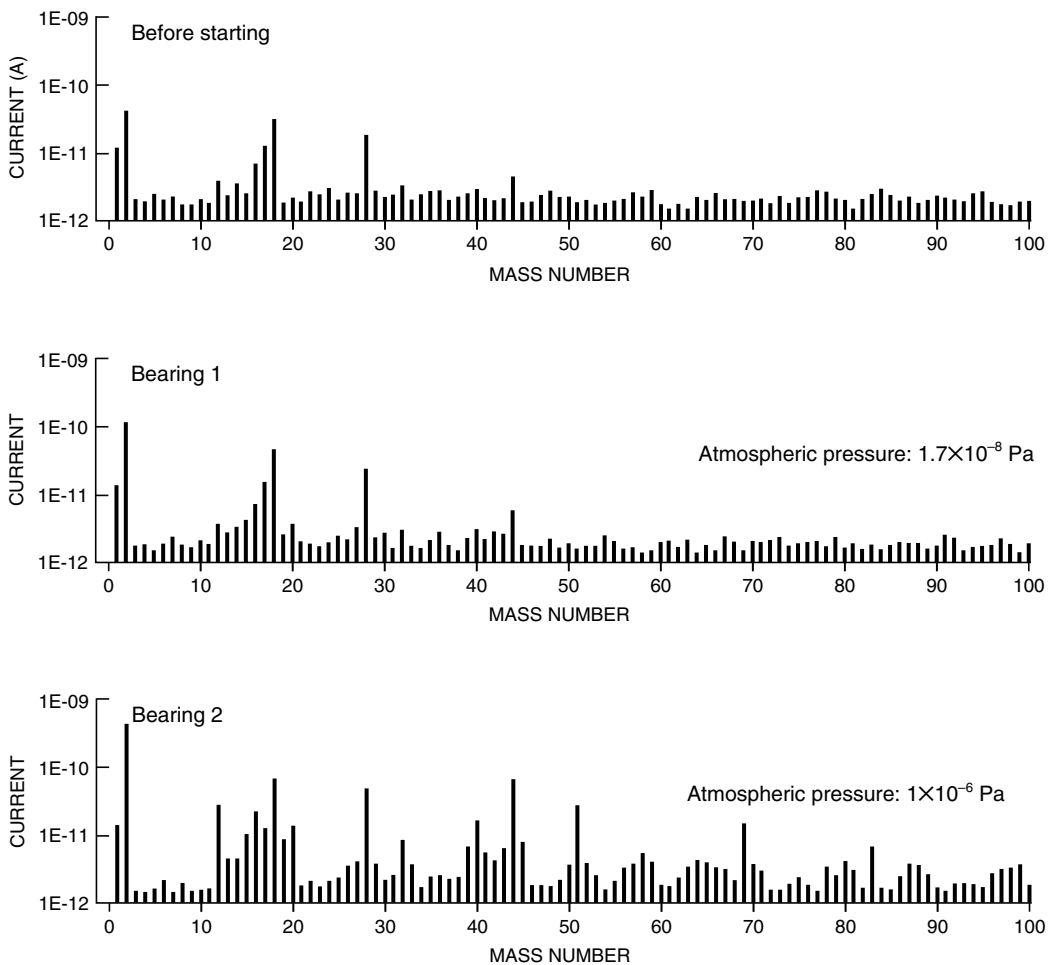 Before starting
CURRENT (A)
1E-09
1E-10
1E-11
1E-12
0 10 20 30 40 50 60 70 80 90 100
MASS NUMBER
Bearing 1
Atmospheric pressure: 1.7×10⁻⁸ Pa
CURRENT
1E-09
1E-10
1E-11
1E-12
0 10 20 30 40 50 60 70 80 90 100
MASS NUMBER
Bearing 2
Atmospheric pressure: 1×10⁻⁶ Pa
CURRENT
1E-09
1E-10
1E-11
1E-12
0 10 20 30 40 50 60 70 80 90 100
MASS NUMBER